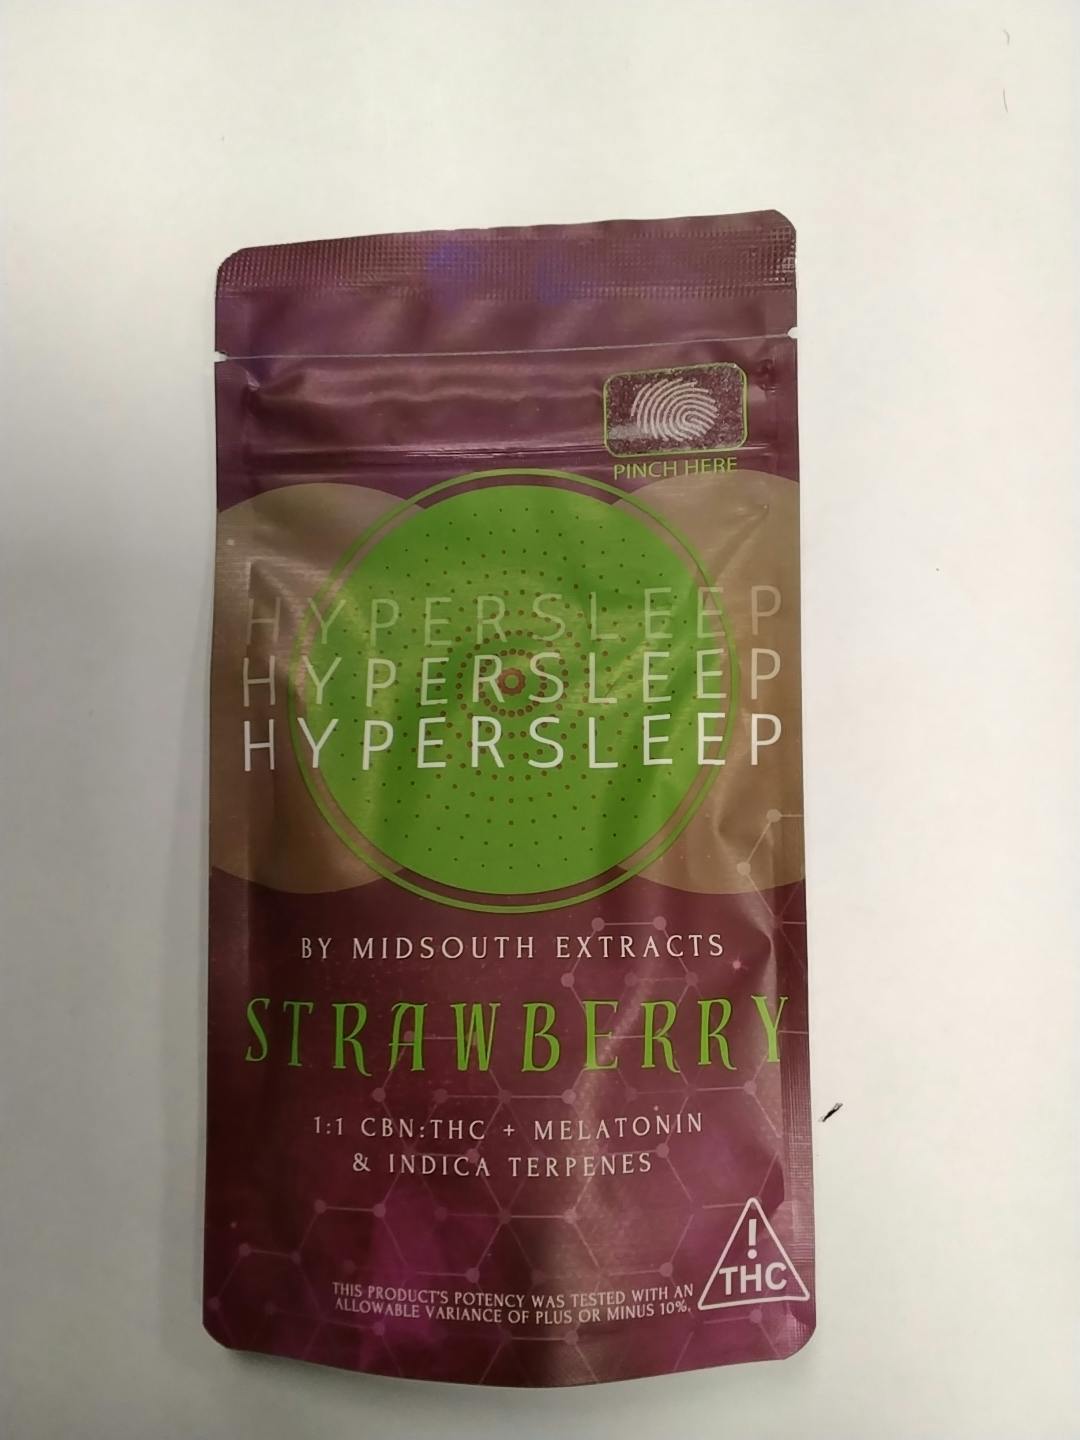 PINCH HERE
HYPERSLEEP
HYPERSLEEP
HYPERSLEEP
BY MIDSOUTH EXTRACTS
STRAWBERRY
1:1 CBN:THC + MELATONIN
& INDICA TERPENES
!
THC
THIS PRODUCT'S POTENCY WAS TESTED WITH AN
ALLOWABLE VARIANCE OF PLUS OR MINUS 10%.